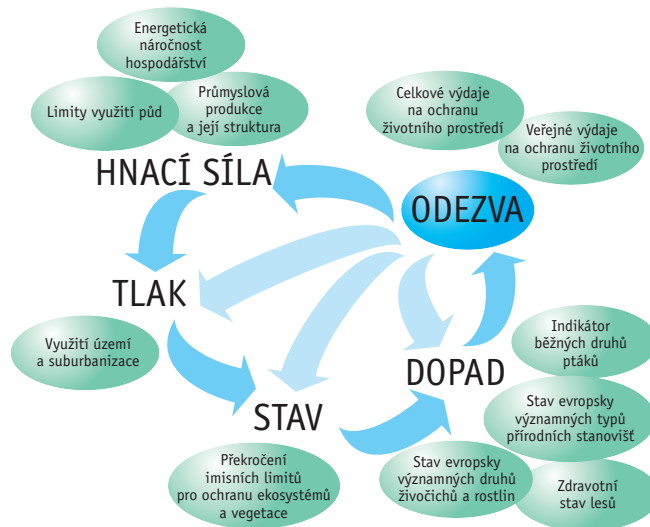 Energetická
náročnost
hospodářství
Limity využití půd
Průmyslová
produkce
a její struktura
Celkové výdaje
na ochranu
životního prostředí
Veřejné výdaje
na ochranu životního
prostředí
HNACÍ SÍLA
ODEZVA
TLAK
Využití území
a suburbanizace
Indikátor
běžných druhů
ptáků
DOPAD
STAV
Stav evropsky
významných typů
přírodních stanovišť
Překročení
imisních limitů
pro ochranu ekosystémů
a vegetace
Stav evropsky
významných druhů
živočichů a rostlin
Zdravotní
stav lesů